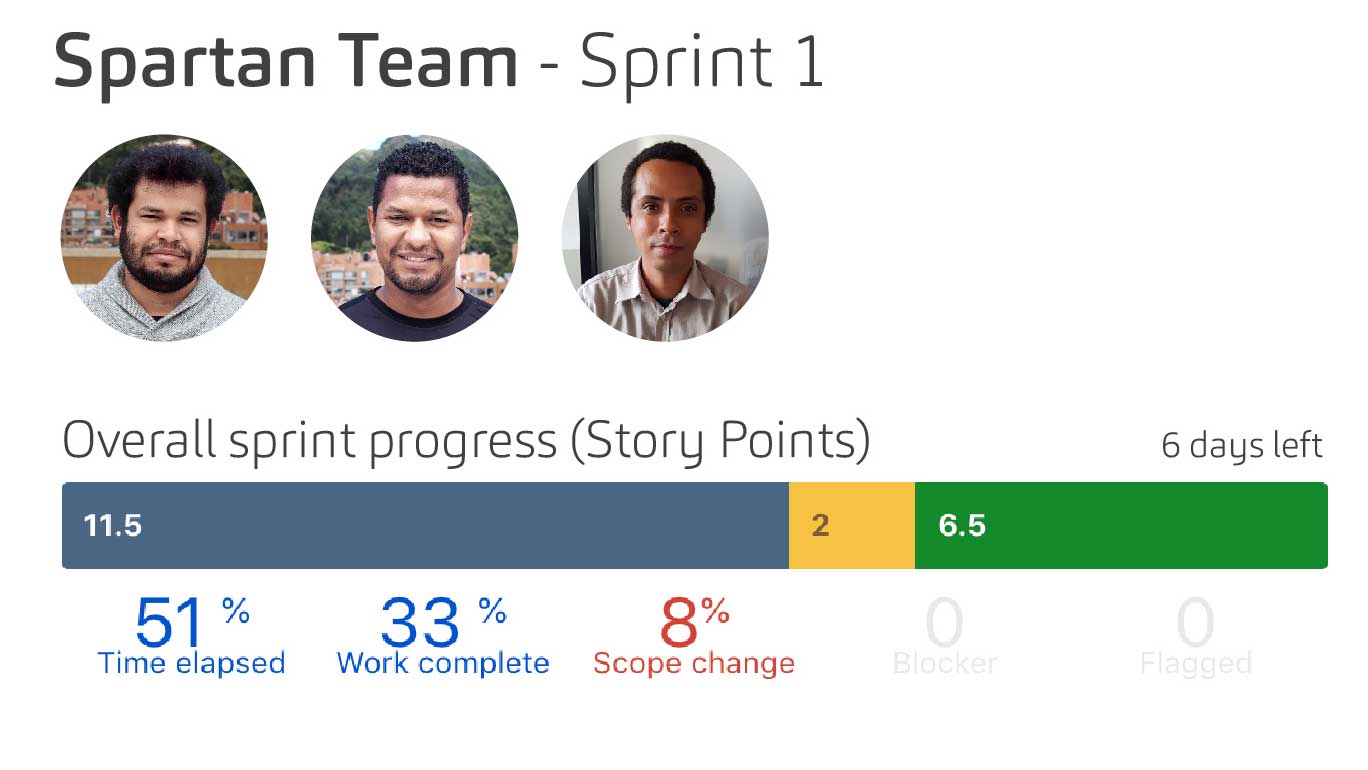 Spartan Team - Sprint 1
Overall sprint progress (Story Points)
6 days left
11.5
2
6.5
51 %
Time elapsed
33 %
Work complete
8%
Scope change
0
Blocker
0
Flagged